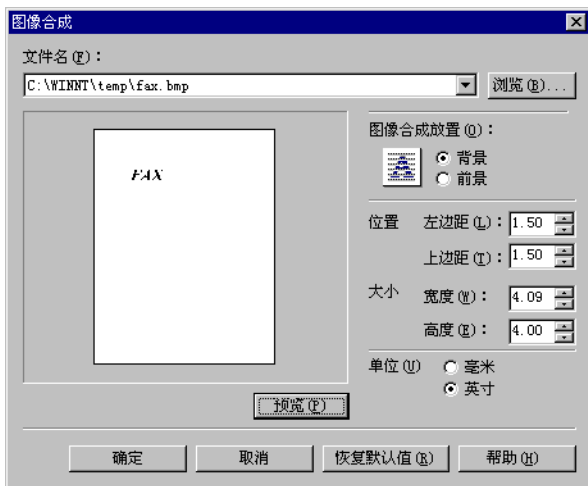 图像合成
文件名(F)：
C:\WINNT\temp\fax.bmp 浏览(B)...
图像合成放置(O)：
FAX
背景
前景
位置 左边距(L)：1.50
上边距(T)：1.50
大小 宽度(W)：4.09
高度(E)：4.00
单位(U) 毫米
英寸
预览(P)
确定 取消 恢复默认值(R) 帮助(H)